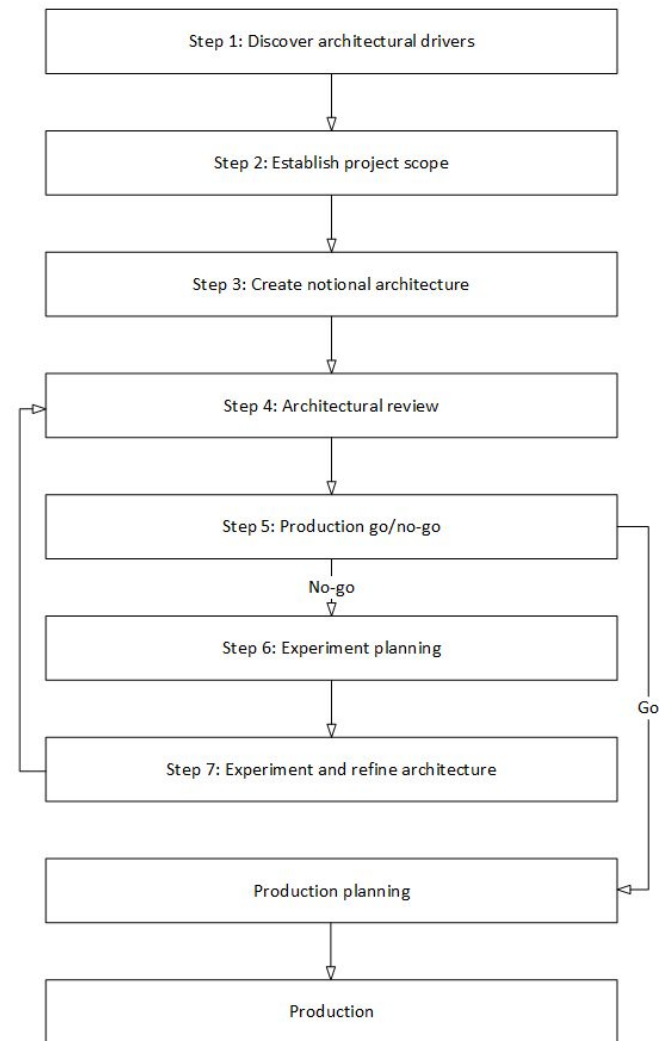 Step 1: Discover architectural drivers
Step 2: Establish project scope
Step 3: Create notional architecture
Step 4: Architectural review
Step 5: Production go/no-go
No-go
Step 6: Experiment planning
Go
Step 7: Experiment and refine architecture
Production planning
Production